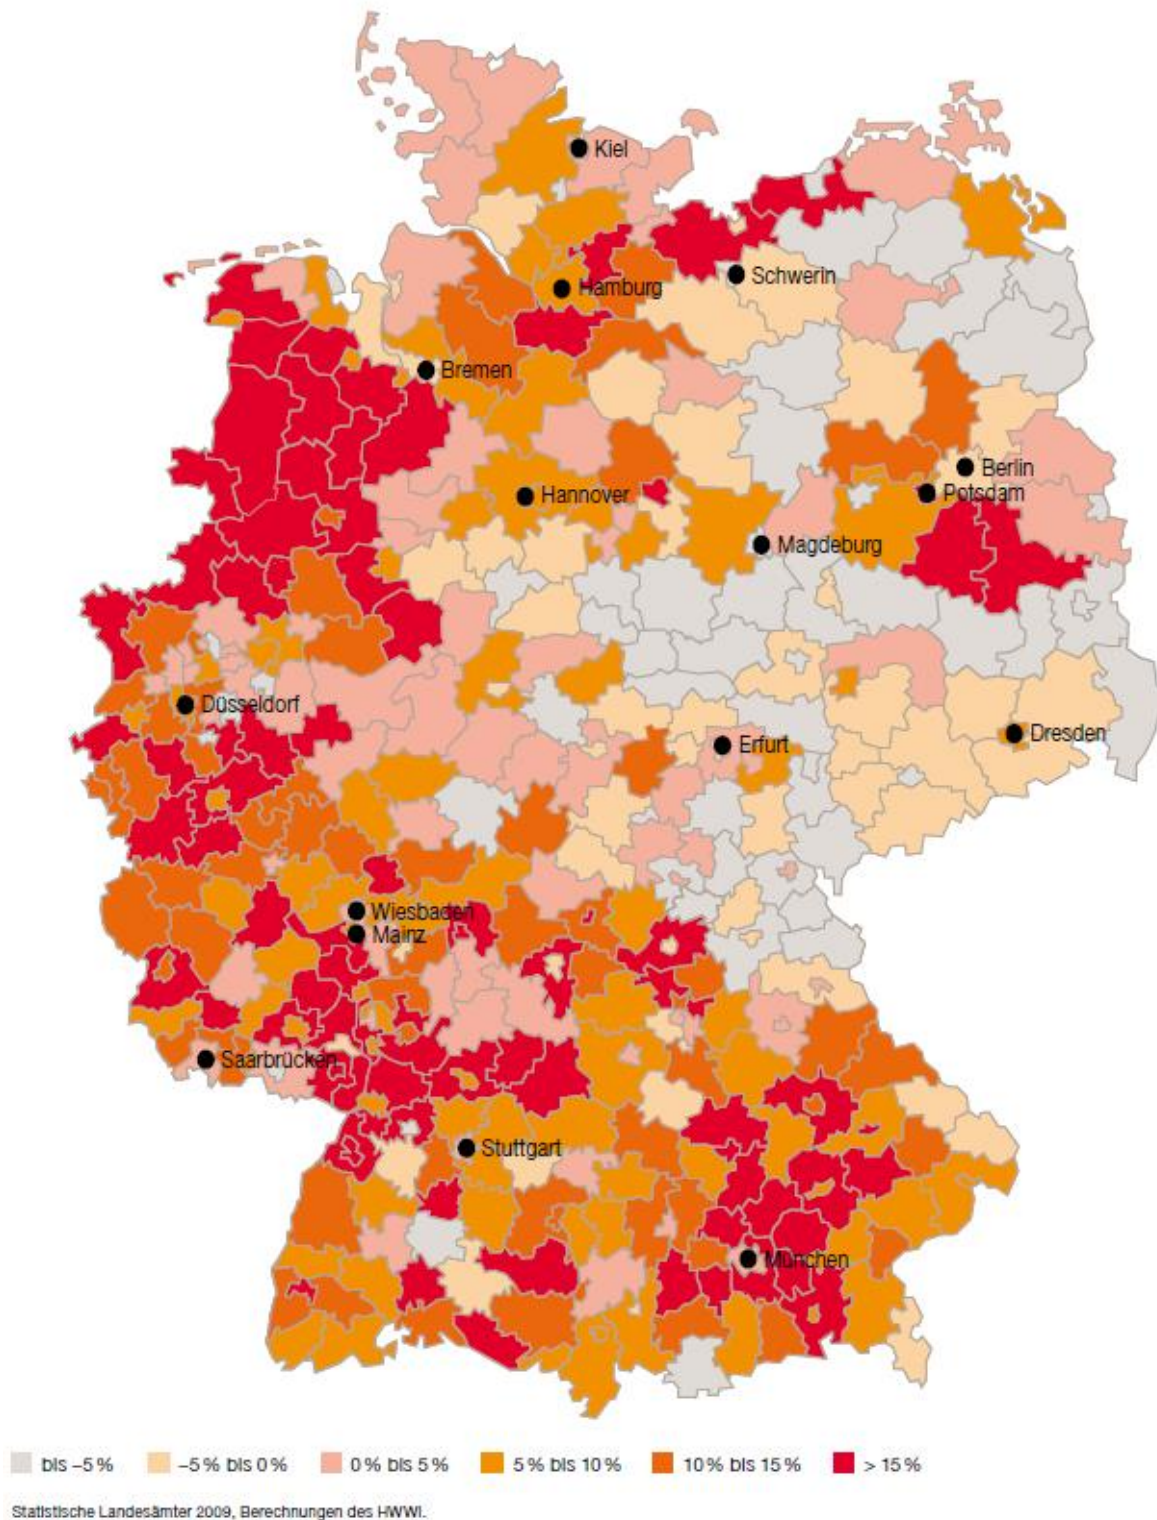 Kiel
Schwerin
Hamburg
Bremen
Berlin
Hannover
Potsdam
Magdeburg
Düsseldorf
Dresden
Erfurt
Wiesbaden
Mainz
Saarbrücken
Stuttgart
München
bis –5 % –5 % bis 0 % 0 % bis 5 % 5 % bis 10 % 10 % bis 15 % > 15 %
Statistische Landesämter 2009, Berechnungen des HWWI.